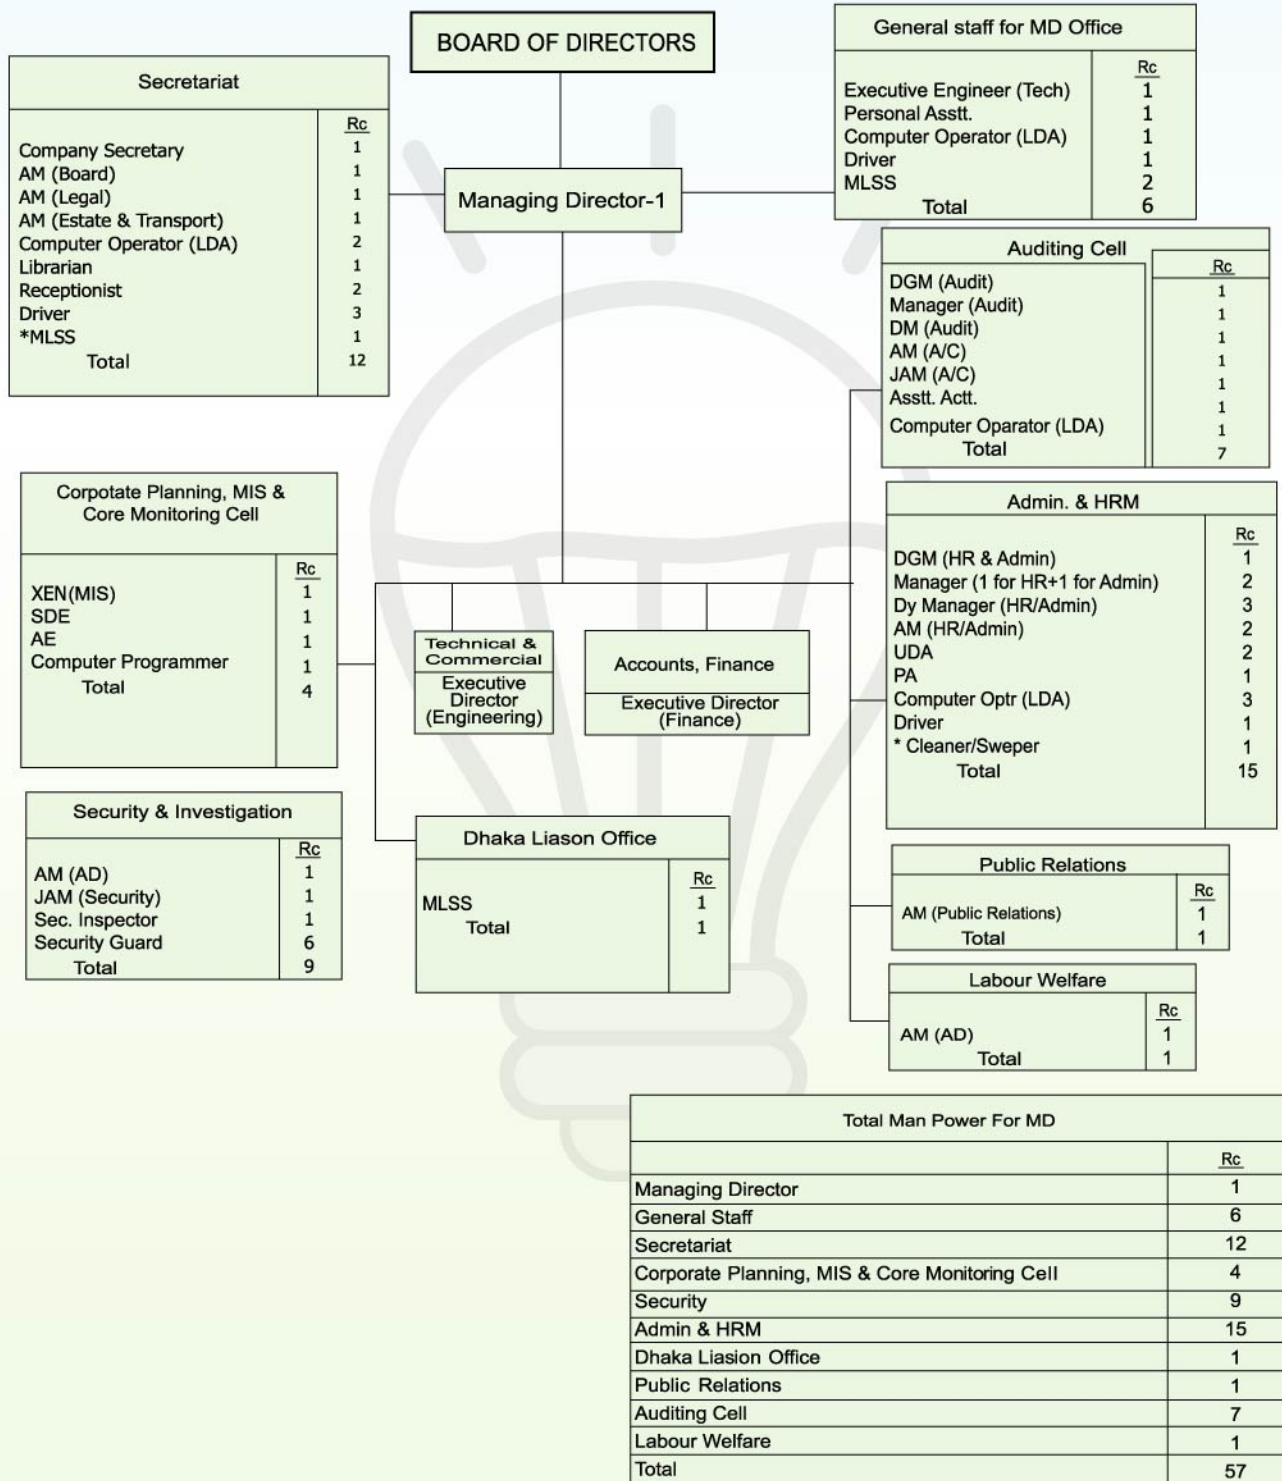 BOARD OF DIRECTORS
General staff for MD Office
Rc
Executive Engineer (Tech) 1
Personal Asstt. 1
Computer Operator (LDA) 1
Driver 1
MLSS 2
Total 6
Secretariat
Rc
Company Secretary 1
AM (Board) 1
AM (Legal) 1
AM (Estate & Transport) 1
Computer Operator (LDA) 2
Librarian 1
Receptionist 2
Driver 3
*MLSS 1
Total 12
Managing Director-1
Auditing Cell
Rc
DGM (Audit) 1
Manager (Audit) 1
DM (Audit) 1
AM (A/C) 1
JAM (A/C) 1
Asstt. Actt. 1
Computer Oparator (LDA) 1
Total 7
Corpotate Planning, MIS &
Core Monitoring Cell
Rc
XEN(MIS) 1
SDE 1
AE 1
Computer Programmer 1
Total 4
Technical &
Commercial
Executive
Director
(Engineering)
Accounts, Finance
Executive Director
(Finance)
Admin. & HRM
Rc
DGM (HR & Admin) 1
Manager (1 for HR+1 for Admin) 2
Dy Manager (HR/Admin) 3
AM (HR/Admin) 2
UDA 2
PA 1
Computer Optr (LDA) 3
Driver 1
* Cleaner/Sweper 1
Total 15
Security & Investigation
Rc
AM (AD) 1
JAM (Security) 1
Sec. Inspector 1
Security Guard 6
Total 9
Dhaka Liason Office
Rc
MLSS 1
Total 1
Public Relations
Rc
AM (Public Relations) 1
Total 1
Labour Welfare
Rc
AM (AD) 1
Total 1
Total Man Power For MD
Rc
Managing Director 1
General Staff 6
Secretariat 12
Corporate Planning, MIS & Core Monitoring Cell 4
Security 9
Admin & HRM 15
Dhaka Liasion Office 1
Public Relations 1
Auditing Cell 7
Labour Welfare 1
Total 57